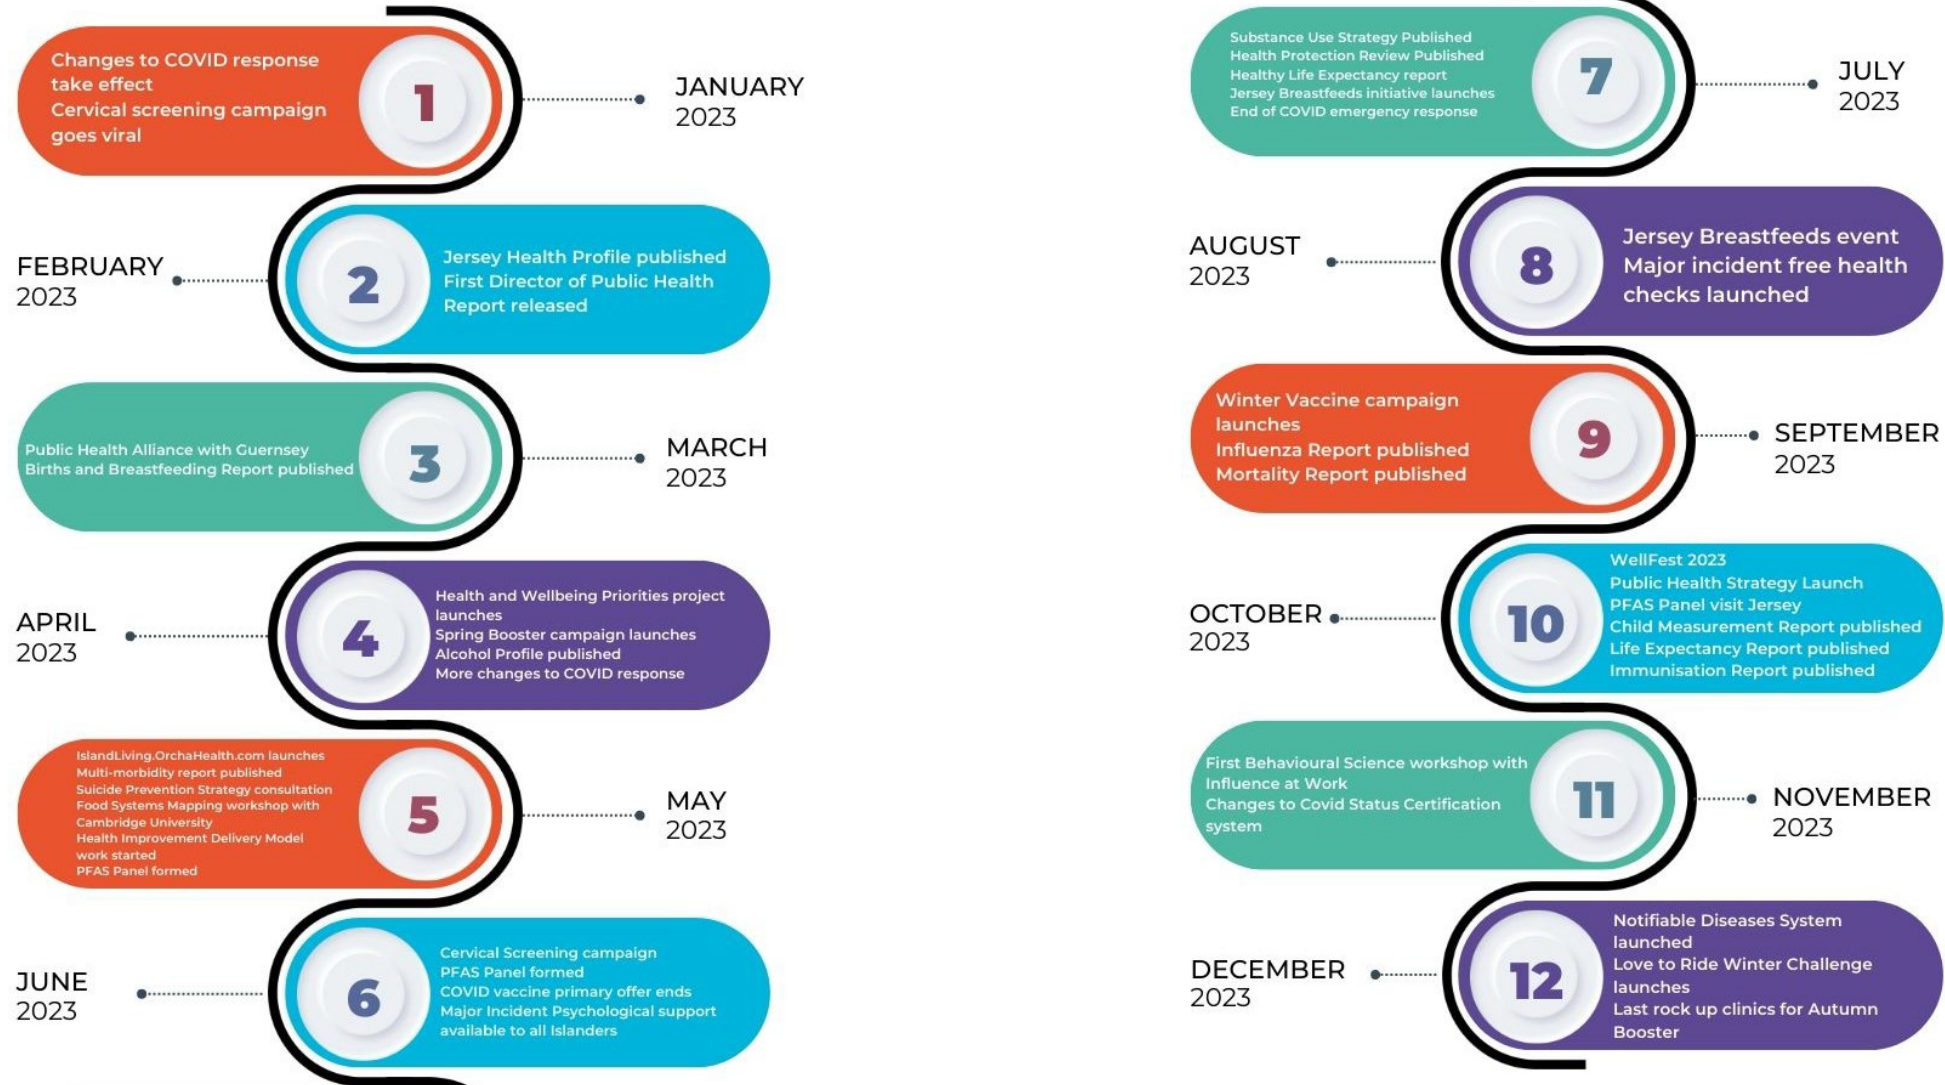 Changes to COVID response
take effect
Cervical screening campaign
goes viral
1
JANUARY
2023
FEBRUARY
2023
2
Jersey Health Profile published
First Director of Public Health
Report released
Public Health Alliance with Guernsey
Births and Breastfeeding Report published
3
MARCH
2023
APRIL
2023
4
Health and Wellbeing Priorities project
launches
Spring Booster campaign launches
Alcohol Profile published
More changes to COVID response
IslandLiving.OrchaHealth.com launches
Multi-morbidity report published
Suicide Prevention Strategy consultation
Food Systems Mapping workshop with
Cambridge University
Health Improvement Delivery Model
work started
PFAS Panel formed
5
MAY
2023
JUNE
2023
6
Cervical Screening campaign
PFAS Panel formed
COVID vaccine primary offer ends
Major Incident Psychological support
available to all Islanders
Substance Use Strategy Published
Health Protection Review Published
Healthy Life Expectancy report
Jersey Breastfeeds initiative launches
End of COVID emergency response
7
JULY
2023
AUGUST
2023
8
Jersey Breastfeeds event
Major incident free health
checks launched
Winter Vaccine campaign
launches
Influenza Report published
Mortality Report published
9
SEPTEMBER
2023
OCTOBER
2023
10
WellFest 2023
Public Health Strategy Launch
PFAS Panel visit Jersey
Child Measurement Report published
Life Expectancy Report published
Immunisation Report published
First Behavioural Science workshop with
Influence at Work
Changes to Covid Status Certification
system
11
NOVEMBER
2023
DECEMBER
2023
12
Notifiable Diseases System
launched
Love to Ride Winter Challenge
launches
Last rock up clinics for Autumn
Booster